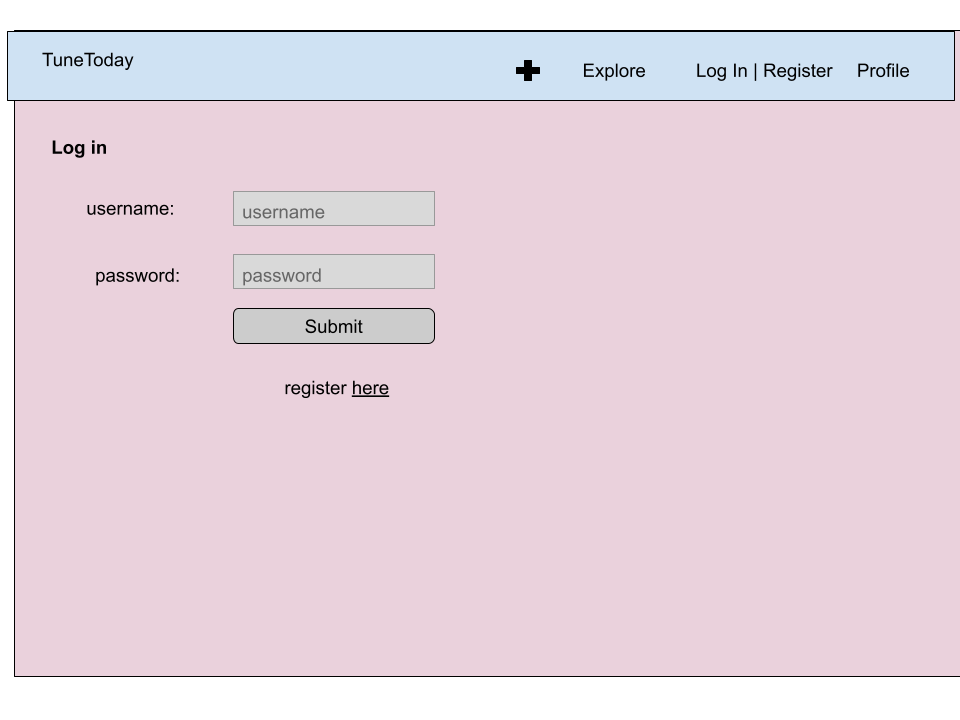 TuneToday
Explore
Log In | Register
Profile
Log in
username:
username
password:
password
Submit
register here